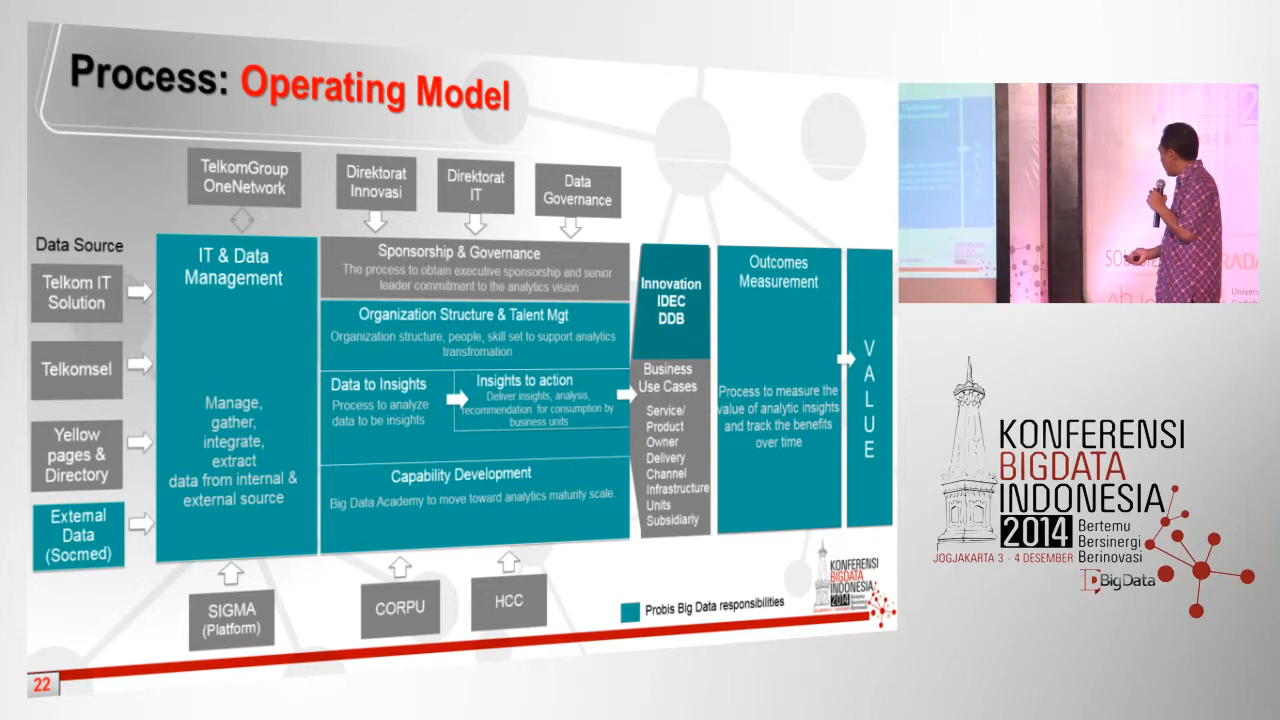 Process: Operating Model
TelkomGroup
OneNetwork
Direktorat
Innovasi
Direktorat
IT
Data
Governance
Data Source
Telkom IT
Solution
Telkomsel
Yellow
pages &
Directory
External
Data
(Socmed)
IT & Data
Management
Manage,
gather,
integrate,
extract
data from internal &
external source
Sponsorship & Governance
The process to obtain executive sponsorship and senior
leader commitment to the analytics vision
Organization Structure & Talent Mgt
Organization structure, people, skill set to support analytics
transfromation
Data to Insights
Process to analyze
data to be insights
Insights to action
Deliver insights, analysis,
recommendation for consumption by
business units
Capability Development
Big Data Academy to move toward analytics maturity scale.
Innovation
IDEC
DDB
Business
Use Cases
Service/
Product
Owner
Delivery
Channel
Infrastructure
Units
Subsidiariy
Outcomes
Measurement
Process to measure the
value of analytic insights
and track the benefits
over time
VALUE
SIGMA
(Platform)
CORPU
HCC
Probis Big Data responsibilities
KONFERENSI
BIGDATA
INDONESIA
2014
22
KONFERENSI
BIGDATA
INDONESIA
2014 Bertemu
Bersinergi
Berinovasi
JOGJAKARTA 3 - 4 DESEMBER
BigData